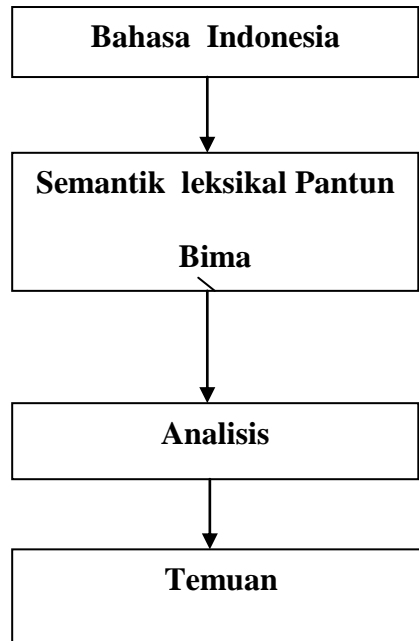 Bahasa Indonesia
Semantik leksikal Pantun
Bima
Analisis
Temuan